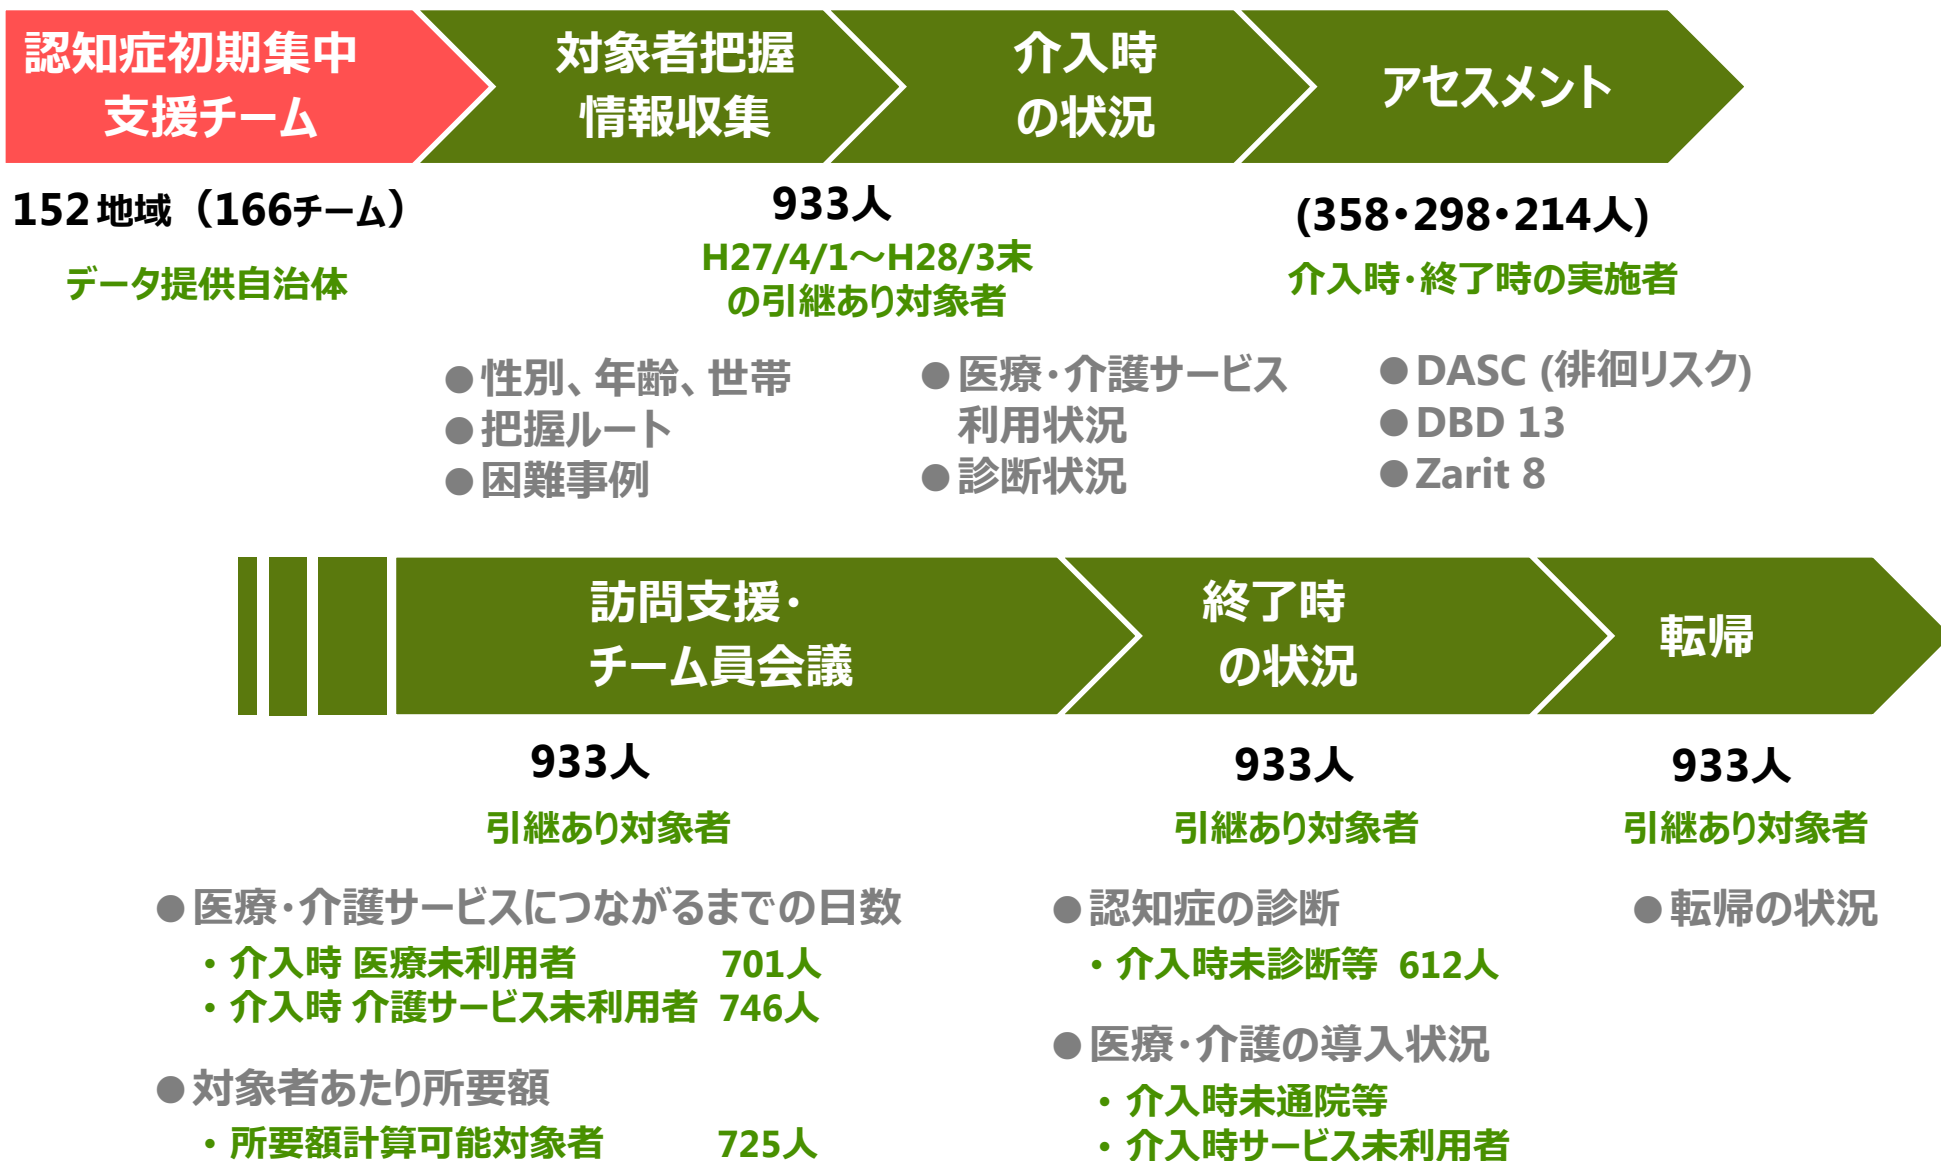 認知症初期集中
支援チーム
対象者把握
情報収集
介入時
の状況
アセスメント
152地域（166チーム）
データ提供自治体
933人
H27/4/1～H28/3末
の引継あり対象者
(358・298・214人)
介入時・終了時の実施者
●性別、年齢、世帯
●把握ルート
●困難事例
●医療・介護サービス
利用状況
●診断状況
●DASC (徘徊リスク)
●DBD 13
●Zarit 8
訪問支援・
チーム員会議
終了時
の状況
転帰
933人
引継あり対象者
933人
引継あり対象者
933人
引継あり対象者
●医療・介護サービスにつながるまでの日数
・介入時 医療未利用者 701人
・介入時 介護サービス未利用者 746人
●対象者あたり所要額
・所要額計算可能対象者 725人
●認知症の診断
・介入時未診断等 612人
●医療・介護の導入状況
・介入時未通院等
・介入時サービス未利用者
●転帰の状況